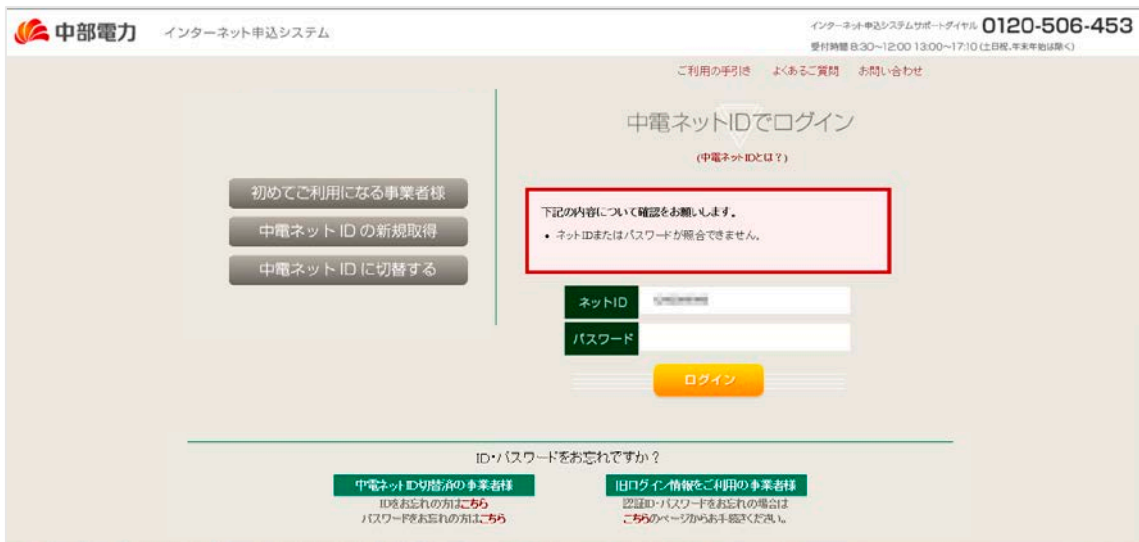 中部電力
インターネット申込システム
インターネット申込システムサポートダイヤル 0120-506-453
受付時間 8:30～12:00 13:00～17:10 (土日祝、年末年始は除く)
ご利用の手引き よくあるご質問 お問い合わせ
初めてご利用になる事業者様
中電ネット ID の新規取得
中電ネット ID に切替する
中電ネットIDでログイン
(中電ネットIDとは？)
下記の内容について確認をお願いします。
• ネットIDまたはパスワードが照合できません。
ネットID
パスワード
ログイン
ID・パスワードをお忘れですか？
中電ネットID切替済の事業者様
IDをお忘れの方はこちら
パスワードをお忘れの方はこちら
旧ログイン情報をご利用の事業者様
認証ID・パスワードをお忘れの場合は
こちらのページからお手続ください。